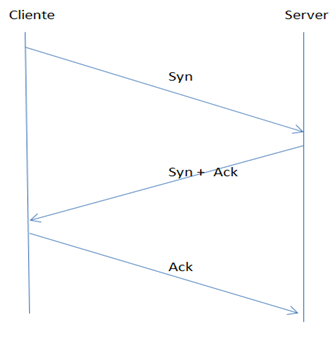 Cliente
Server
Syn
Syn + Ack
Ack